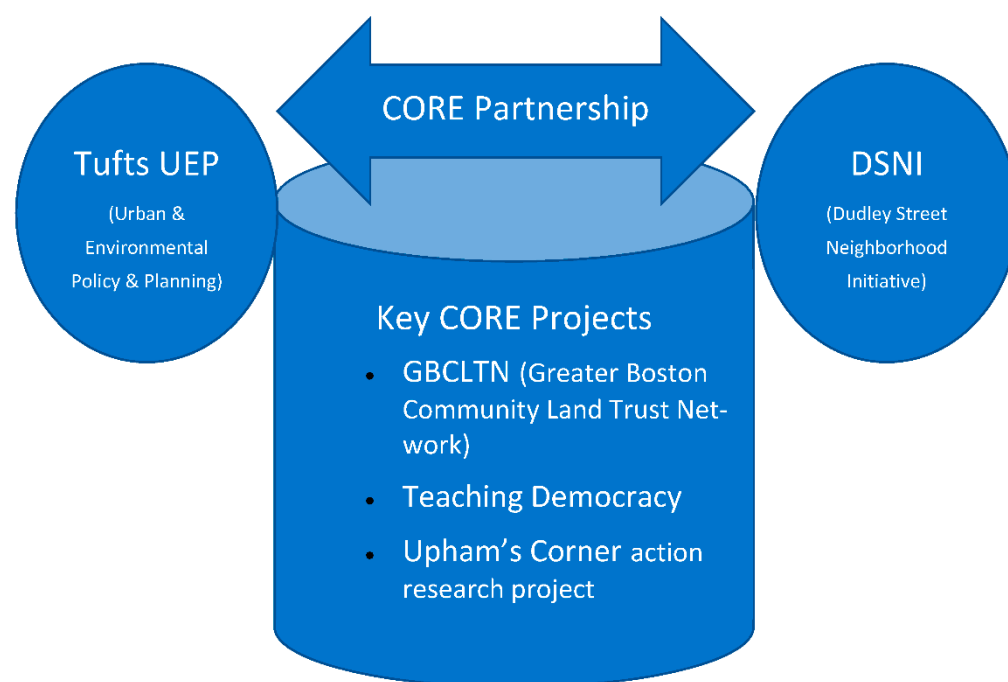 CORE Partnership
Tufts UEP
(Urban &
Environmental
Policy & Planning)
DSNI
(Dudley Street
Neighborhood
Initiative)
Key CORE Projects
• GBCLTN (Greater Boston
Community Land Trust Net-
work)
• Teaching Democracy
• Upham’s Corner action
research project